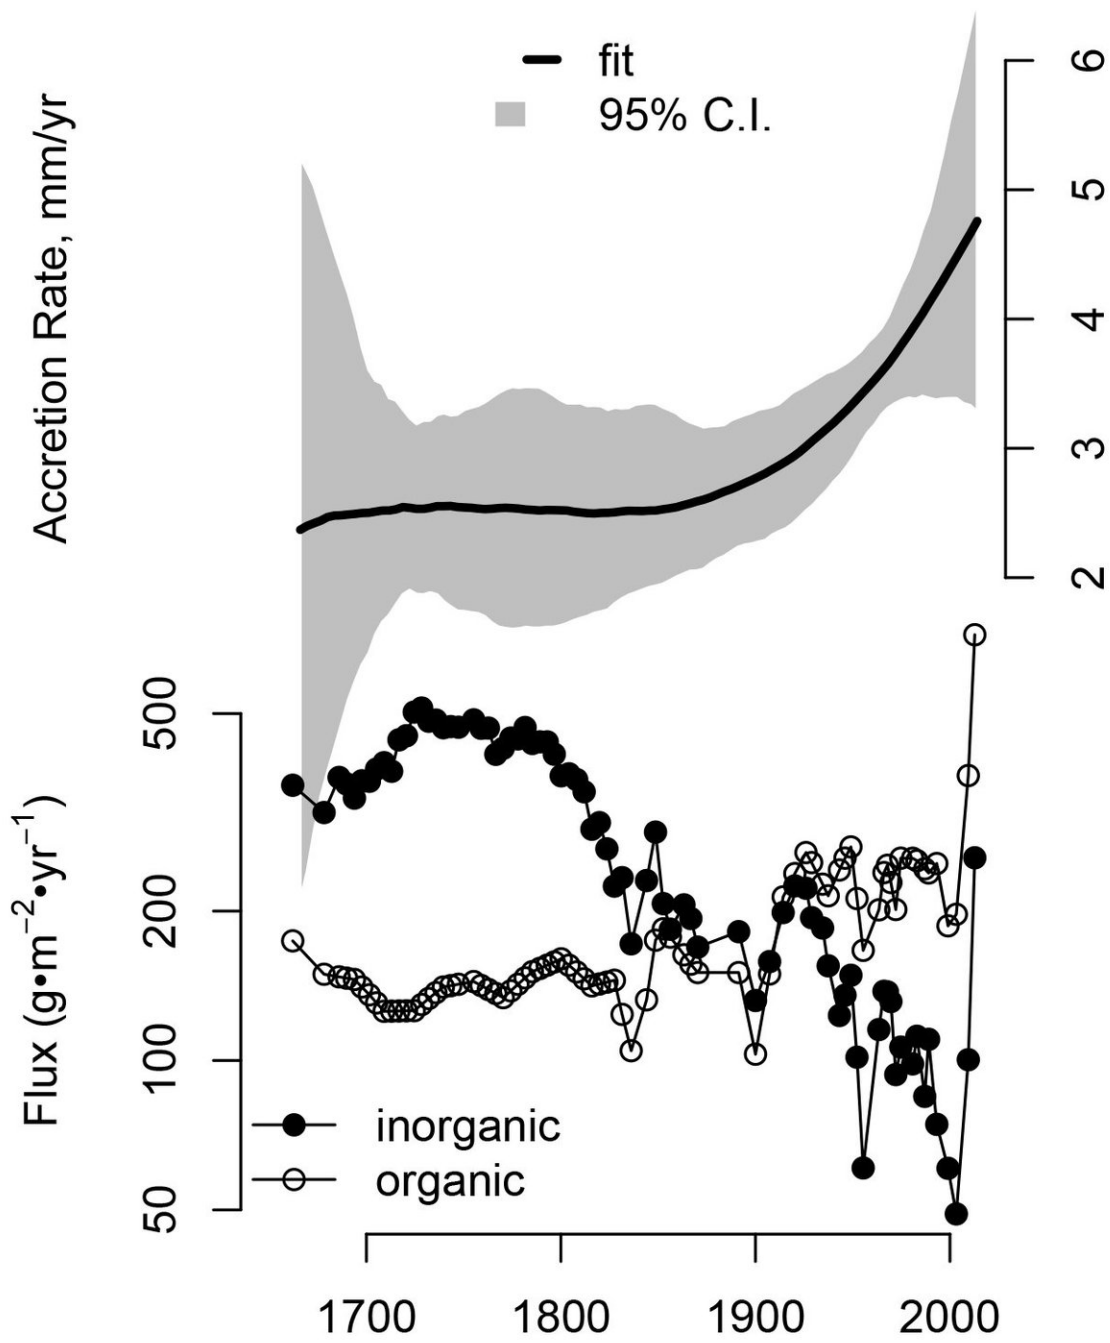 fit
95% C.I.
Accretion Rate, mm/yr
6
5
4
3
2
500
200
100
50
Flux (g•m⁻²•yr⁻¹)
inorganic
organic
1700
1800
1900
2000